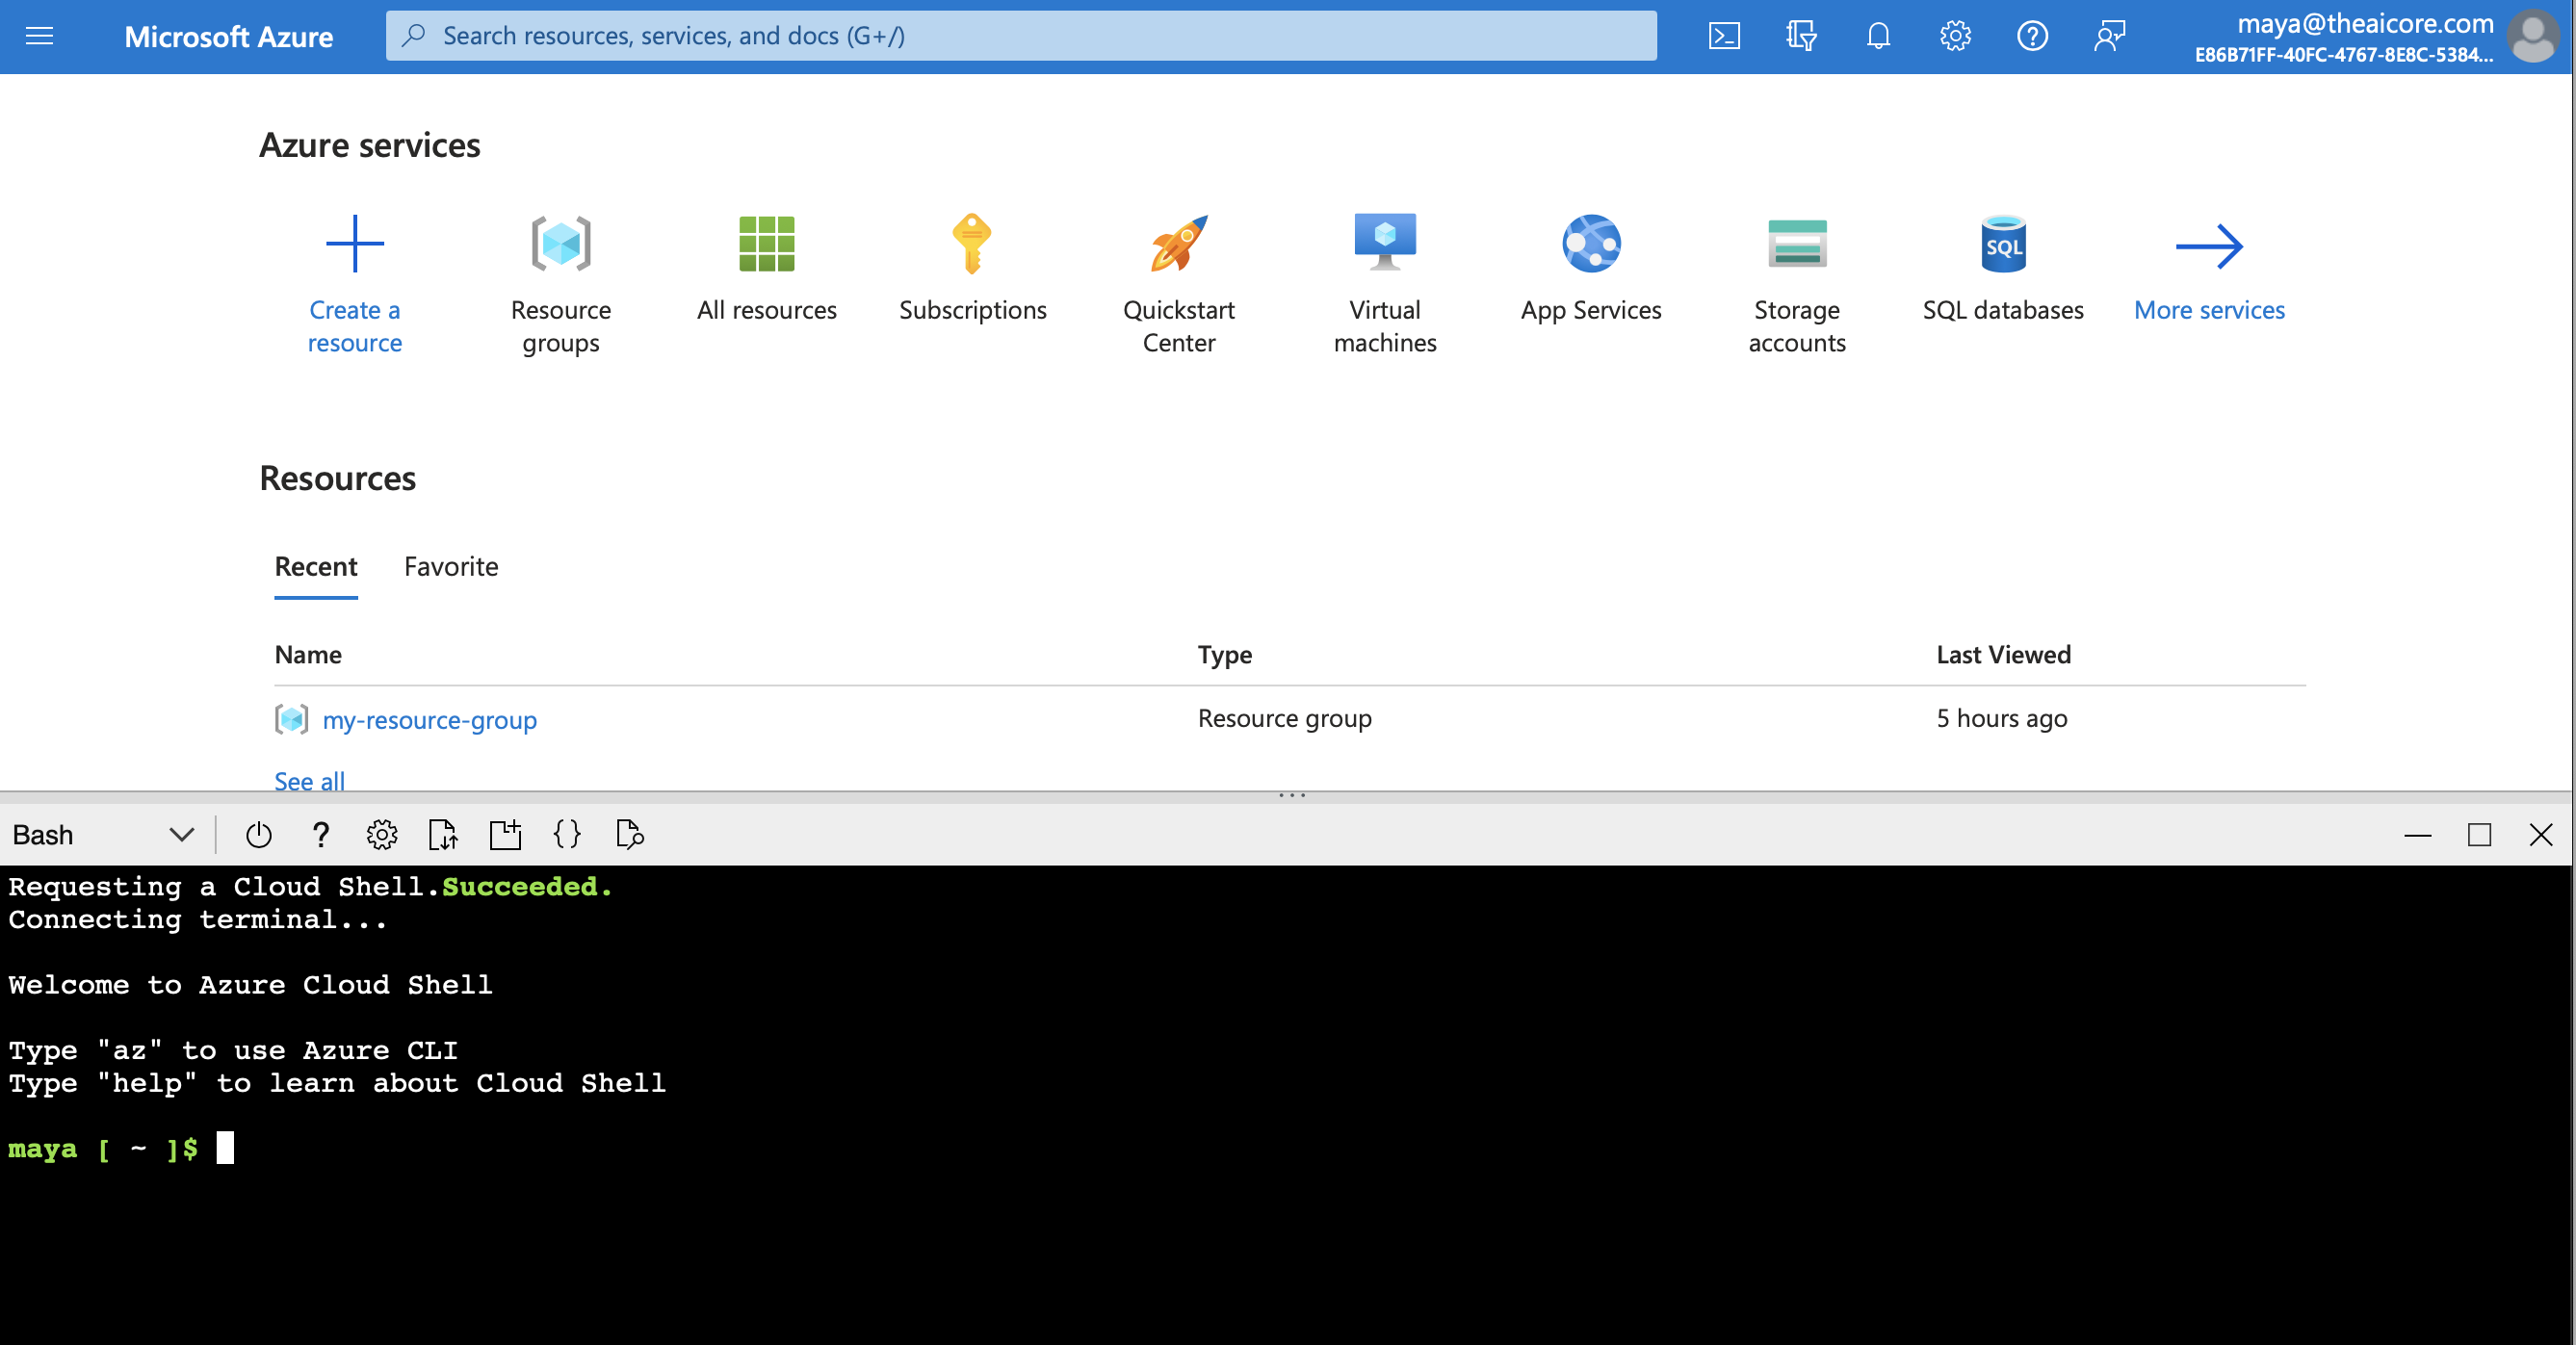 Microsoft Azure
Search resources, services, and docs (G+/)
maya@theaicore.com
E86B71FF-40FC-4767-8E8C-5384...
Azure services
Create a resource
Resource groups
All resources
Subscriptions
Quickstart Center
Virtual machines
App Services
Storage accounts
SQL
SQL databases
More services
Resources
Recent Favorite
Name Type Last Viewed
my-resource-group Resource group 5 hours ago
See all
Bash
Requesting a Cloud Shell.Succeeded.
Connecting terminal...
Welcome to Azure Cloud Shell
Type "az" to use Azure CLI
Type "help" to learn about Cloud Shell
maya [ ~ ]$